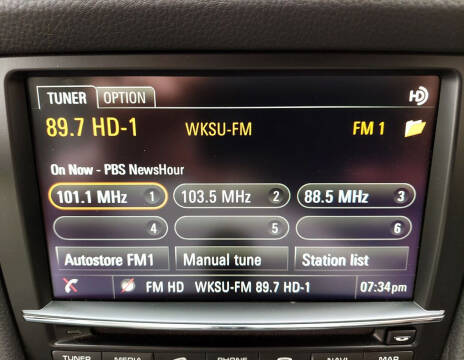 TUNER OPTION
89.7 HD-1 WKSU-FM FM 1
On Now - PBS NewsHour
101.1 MHz 1 103.5 MHz 2 88.5 MHz 3
4 5 6
Autostore FM1 Manual tune Station list
FM HD WKSU-FM 89.7 HD-1 07:34pm
TUNER MEDIA PHONE NAVI MAP